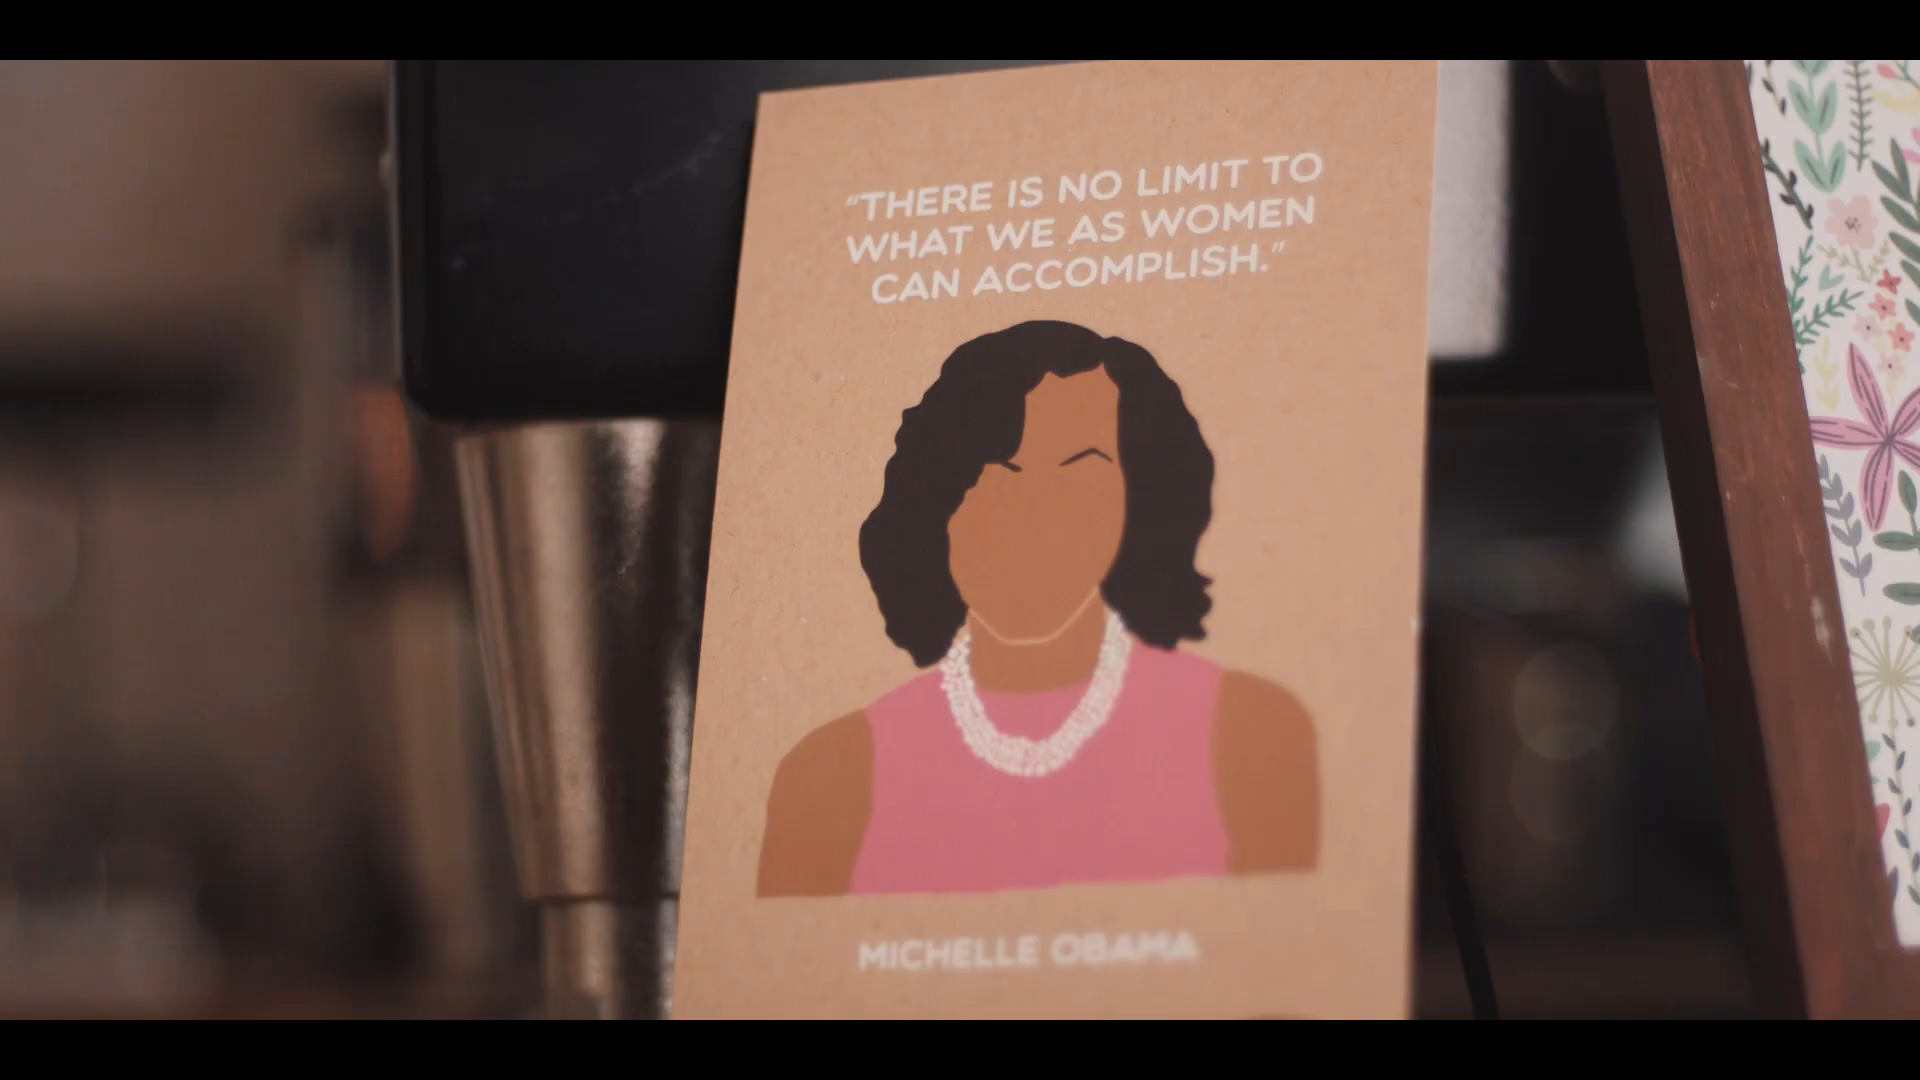 "THERE IS NO LIMIT TO
WHAT WE AS WOMEN
CAN ACCOMPLISH."
MICHELLE OBAMA